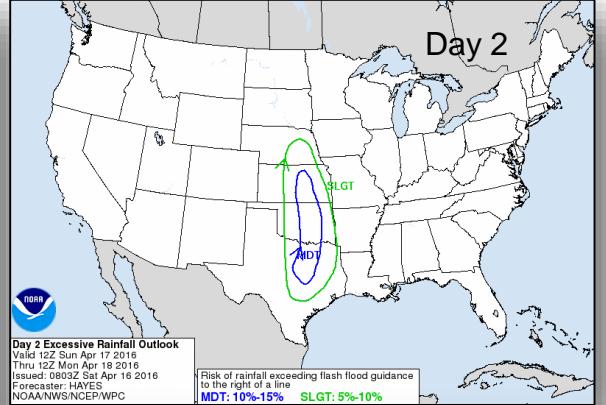 Day 2
SLGT
MDT
NOAA
Day 2 Excessive Rainfall Outlook
Valid 12Z Sun Apr 17 2016
Thru 12Z Mon Apr 18 2016
Issued: 0803Z Sat Apr 16 2016
Forecaster: HAYES
NOAA/NWS/NCEP/WPC
Risk of rainfall exceeding flash flood guidance
to the right of a line
MDT: 10%-15% SLGT: 5%-10%